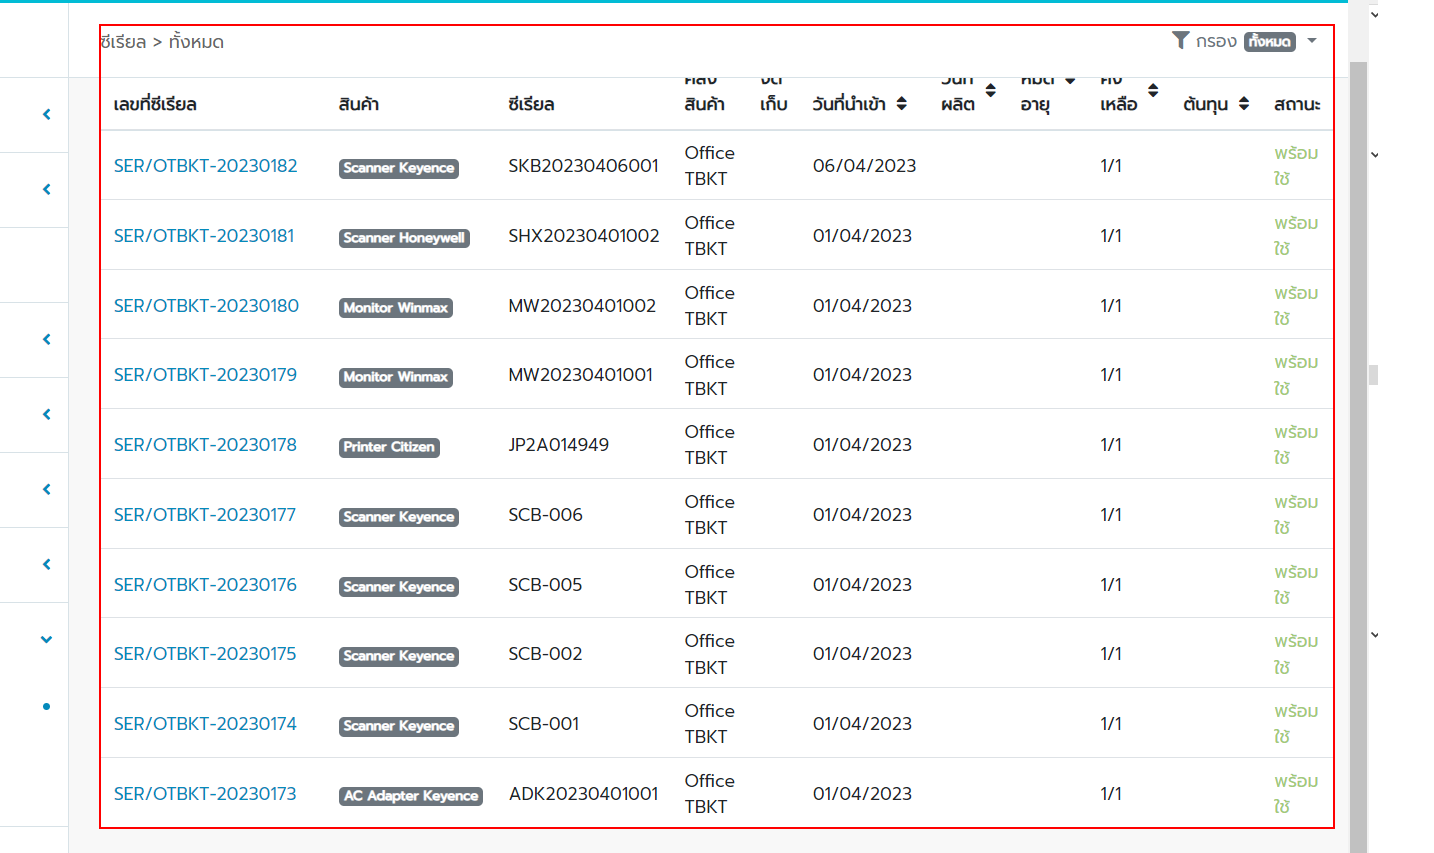 ซีเรียล > ทั้งหมด
กรอง ทั้งหมด
เลขที่ซีเรียล สินค้า ซีเรียล คลังสินค้า จัดเก็บ วันที่นำเข้า วันที่ผลิต หมดอายุ คงเหลือ ต้นทุน สถานะ
SER/OTBKT-20230182 Scanner Keyence SKB20230406001 Office TBKT 06/04/2023 1/1 พร้อมใช้
SER/OTBKT-20230181 Scanner Honeywell SHX20230401002 Office TBKT 01/04/2023 1/1 พร้อมใช้
SER/OTBKT-20230180 Monitor Winmax MW20230401002 Office TBKT 01/04/2023 1/1 พร้อมใช้
SER/OTBKT-20230179 Monitor Winmax MW20230401001 Office TBKT 01/04/2023 1/1 พร้อมใช้
SER/OTBKT-20230178 Printer Citizen JP2A014949 Office TBKT 01/04/2023 1/1 พร้อมใช้
SER/OTBKT-20230177 Scanner Keyence SCB-006 Office TBKT 01/04/2023 1/1 พร้อมใช้
SER/OTBKT-20230176 Scanner Keyence SCB-005 Office TBKT 01/04/2023 1/1 พร้อมใช้
SER/OTBKT-20230175 Scanner Keyence SCB-002 Office TBKT 01/04/2023 1/1 พร้อมใช้
SER/OTBKT-20230174 Scanner Keyence SCB-001 Office TBKT 01/04/2023 1/1 พร้อมใช้
SER/OTBKT-20230173 AC Adapter Keyence ADK20230401001 Office TBKT 01/04/2023 1/1 พร้อมใช้